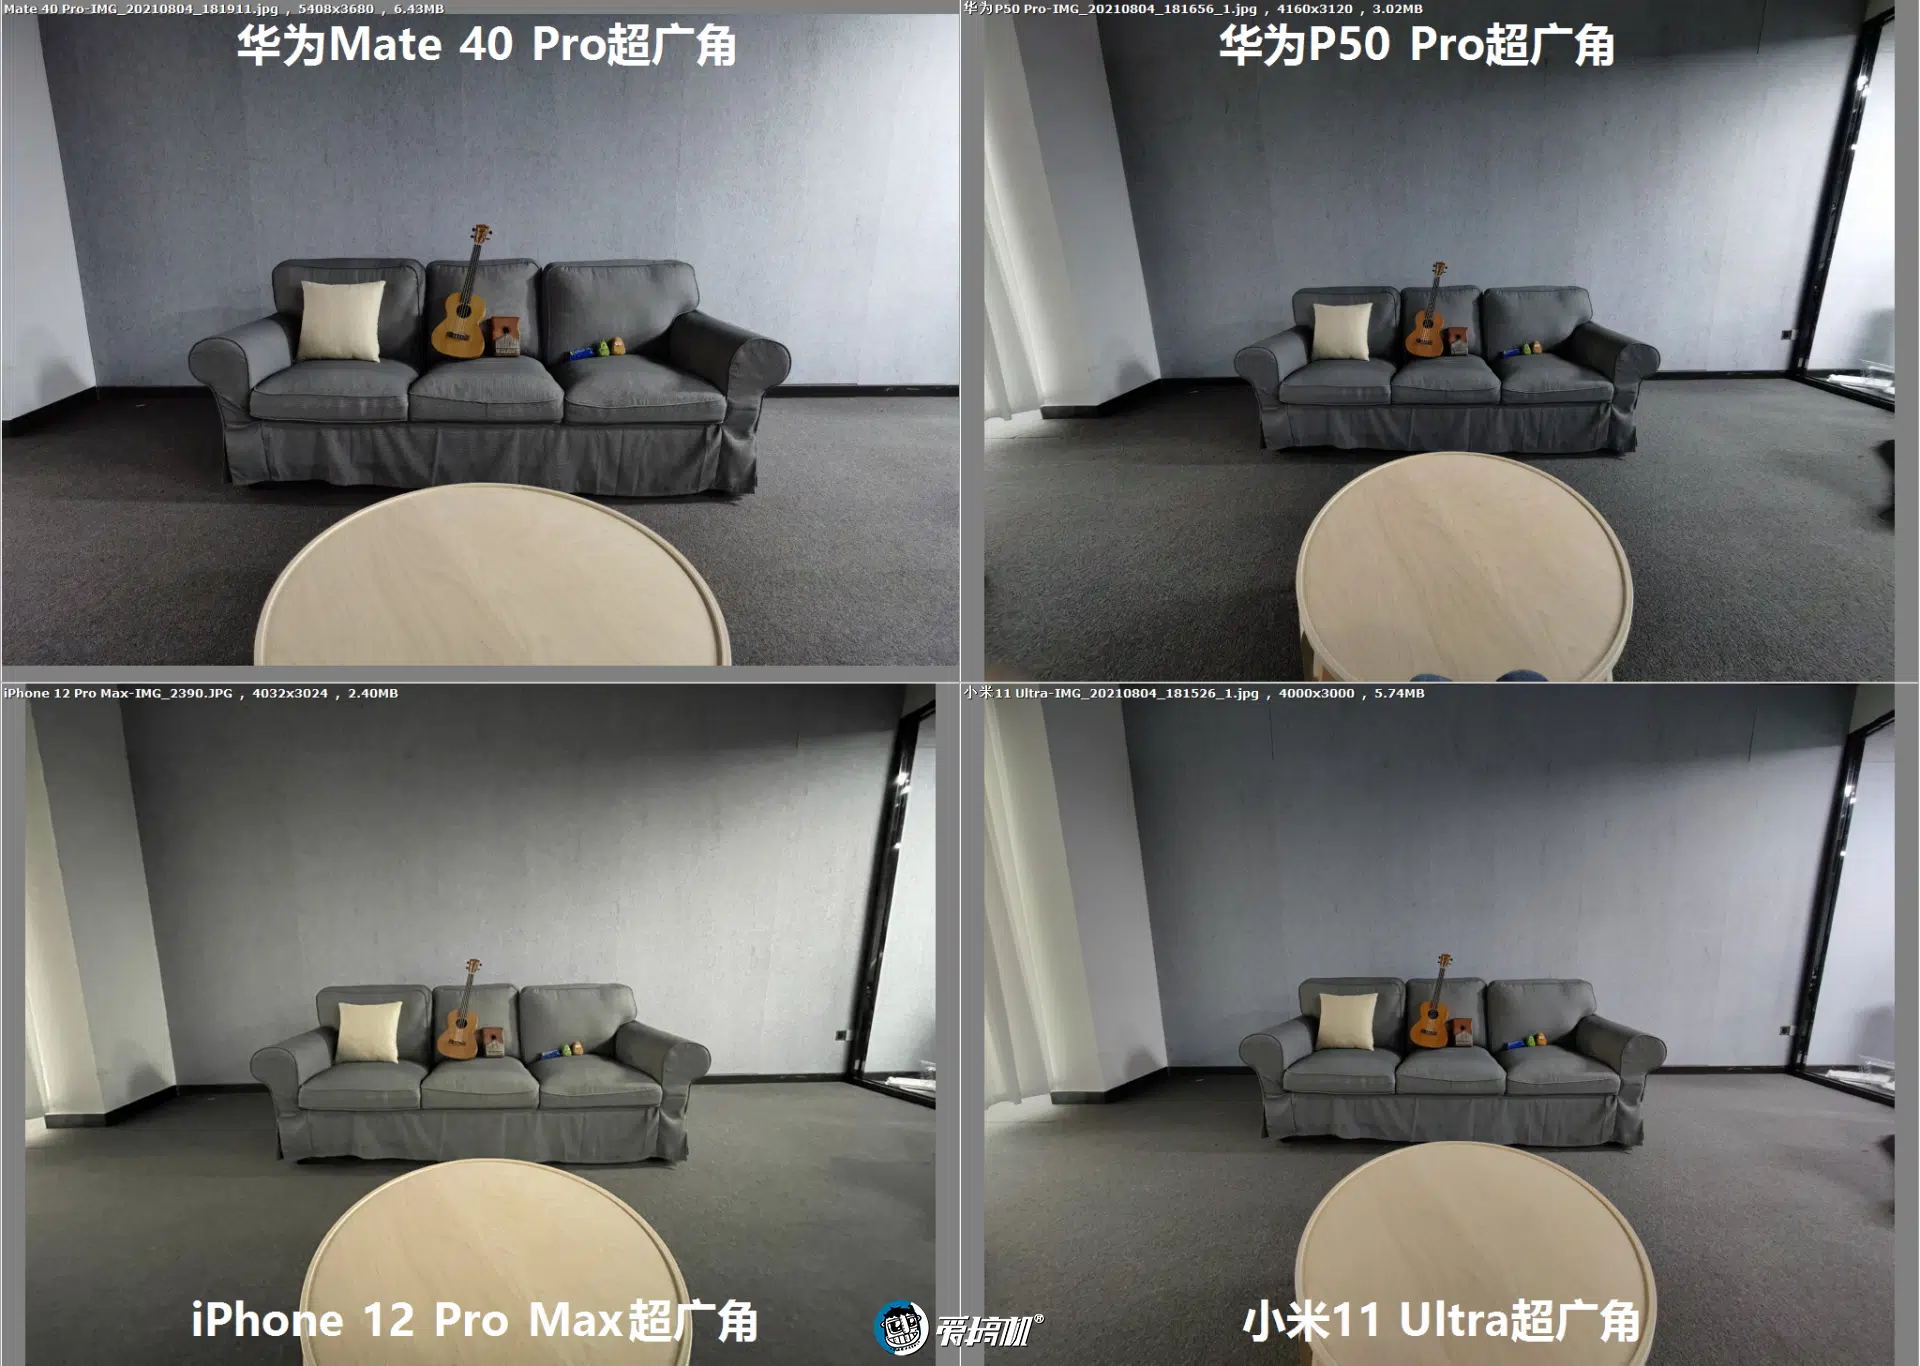 Mate 40 Pro-IMG_20210804_181911.jpg , 5408x3680 , 6.43MB
华为Mate 40 Pro超广角
华为P50 Pro-IMG_20210804_181656_1.jpg , 4160x3120 , 3.02MB
华为P50 Pro超广角
iPhone 12 Pro Max-IMG_2390.JPG , 4032x3024 , 2.40MB
iPhone 12 Pro Max超广角
小米11 Ultra-IMG_20210804_181526_1.jpg , 4000x3000 , 5.74MB
小米11 Ultra超广角
爱搞机®